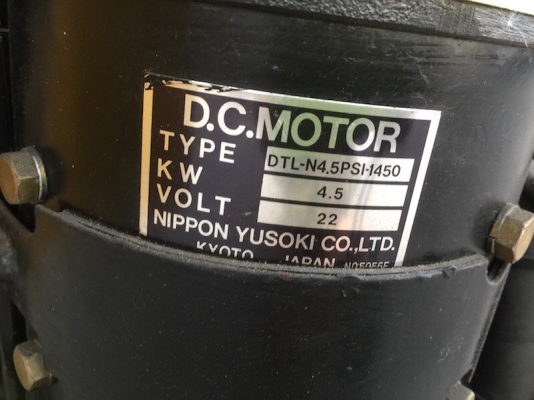 D.C.MOTOR
TYPE DTL-N4.5PSI-1450
KW 4.5
VOLT 22
NIPPON YUSOKI CO.,LTD.
KYOTO JAPAN